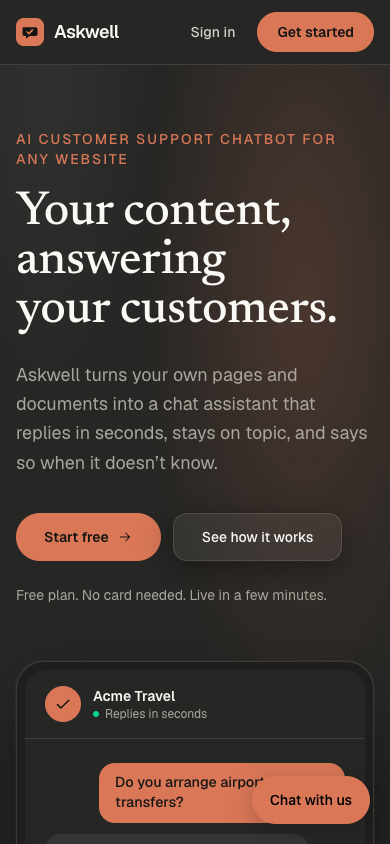 Askwell
Sign in
Get started
AI CUSTOMER SUPPORT CHATBOT FOR
ANY WEBSITE
Your content,
answering
your customers.
Askwell turns your own pages and
documents into a chat assistant that
replies in seconds, stays on topic, and says
so when it doesn’t know.
Start free →
See how it works
Free plan. No card needed. Live in a few minutes.
Acme Travel
Replies in seconds
Do you arrange airport
transfers?
Chat with us